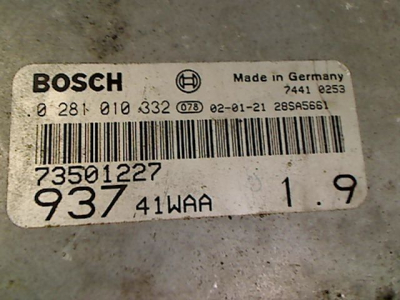 BOSCH Made in Germany
7441 0253
0 281 010 332 078 02-01-21 28SA5661
73501227
937 41WAA 1.9